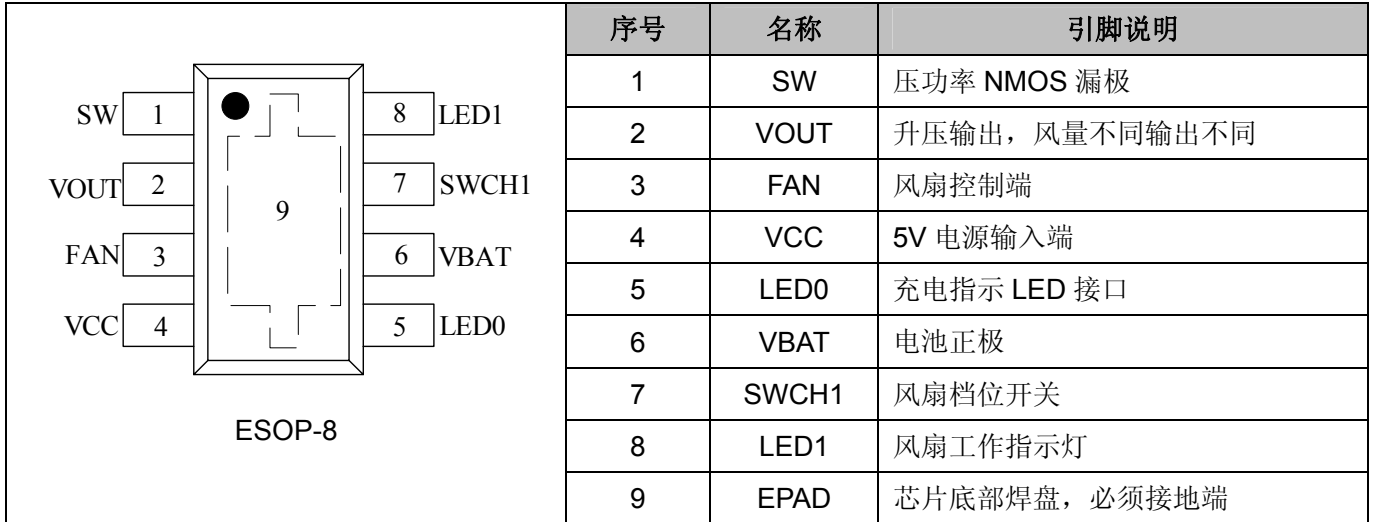 SW 1 8 LED1
VOUT 2 7 SWCH1
9
FAN 3 6 VBAT
VCC 4 5 LED0
ESOP-8
序号 名称 引脚说明
1 SW 压功率 NMOS 漏极
2 VOUT 升压输出，风量不同输出不同
3 FAN 风扇控制端
4 VCC 5V 电源输入端
5 LED0 充电指示 LED 接口
6 VBAT 电池正极
7 SWCH1 风扇档位开关
8 LED1 风扇工作指示灯
9 EPAD 芯片底部焊盘，必须接地端